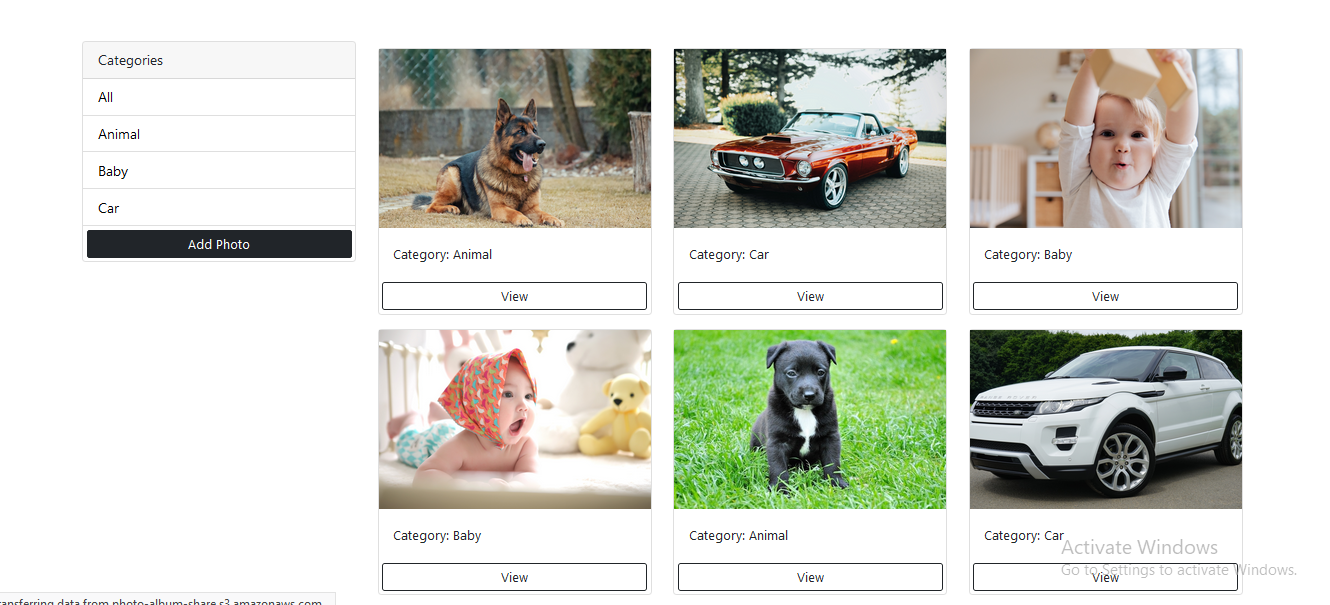 Categories
All
Animal
Baby
Car
Add Photo
Category: Animal
Category: Car
Category: Baby
View
View
View
Category: Baby
Category: Animal
Category: Car
View
View
View
Activate Windows
Go to Settings to activate Windows.
data from photo-album-share.s3.amazonaws.com